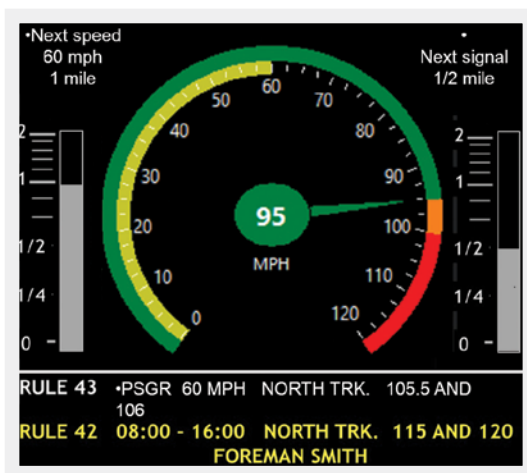 •Next speed
60 mph
1 mile
•
Next signal
1/2 mile
2
1
1/2
1/4
0
0
10
20
30
40
50
60
70
80
90
100
110
120
95
MPH
2
1
1/2
1/4
0
RULE 43 •PSGR 60 MPH NORTH TRK. 105.5 AND
106
RULE 42 08:00 - 16:00 NORTH TRK. 115 AND 120
FOREMAN SMITH